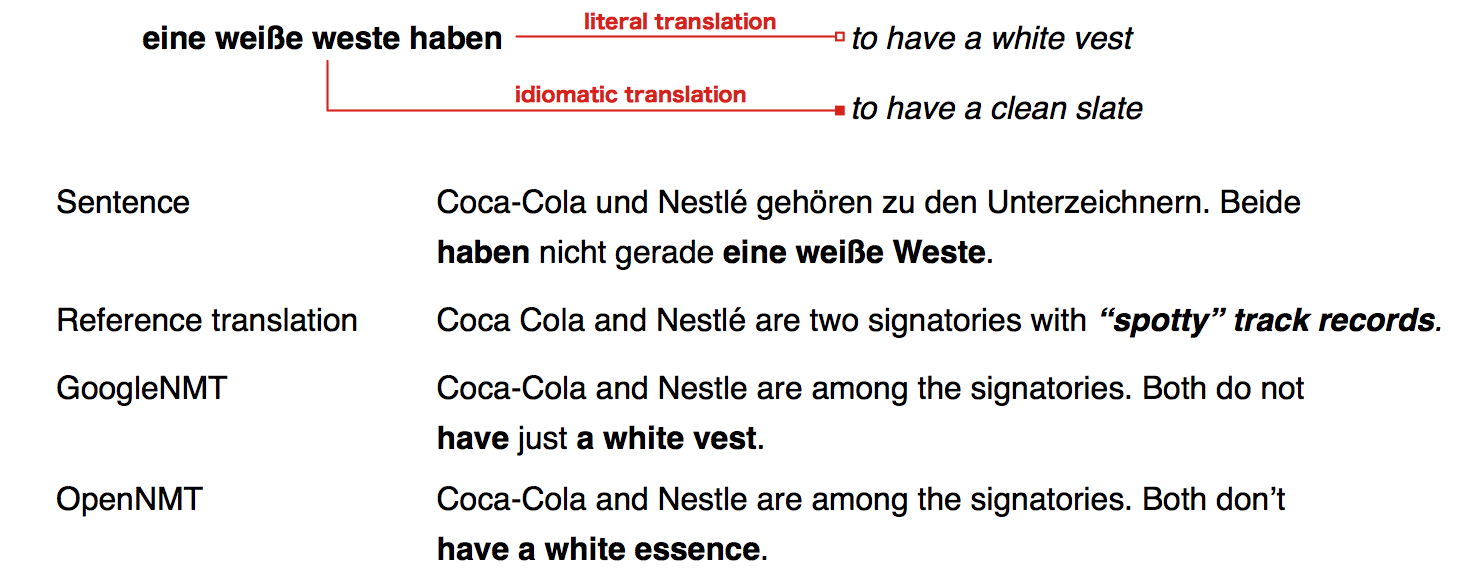 literal translation
eine weiße weste haben to have a white vest
idiomatic translation
to have a clean slate
Sentence Coca-Cola und Nestlé gehören zu den Unterzeichnern. Beide
haben nicht gerade eine weiße Weste.
Reference translation Coca Cola and Nestlé are two signatories with “spotty” track records.
GoogleNMT Coca-Cola and Nestle are among the signatories. Both do not
have just a white vest.
OpenNMT Coca-Cola and Nestle are among the signatories. Both don’t
have a white essence.